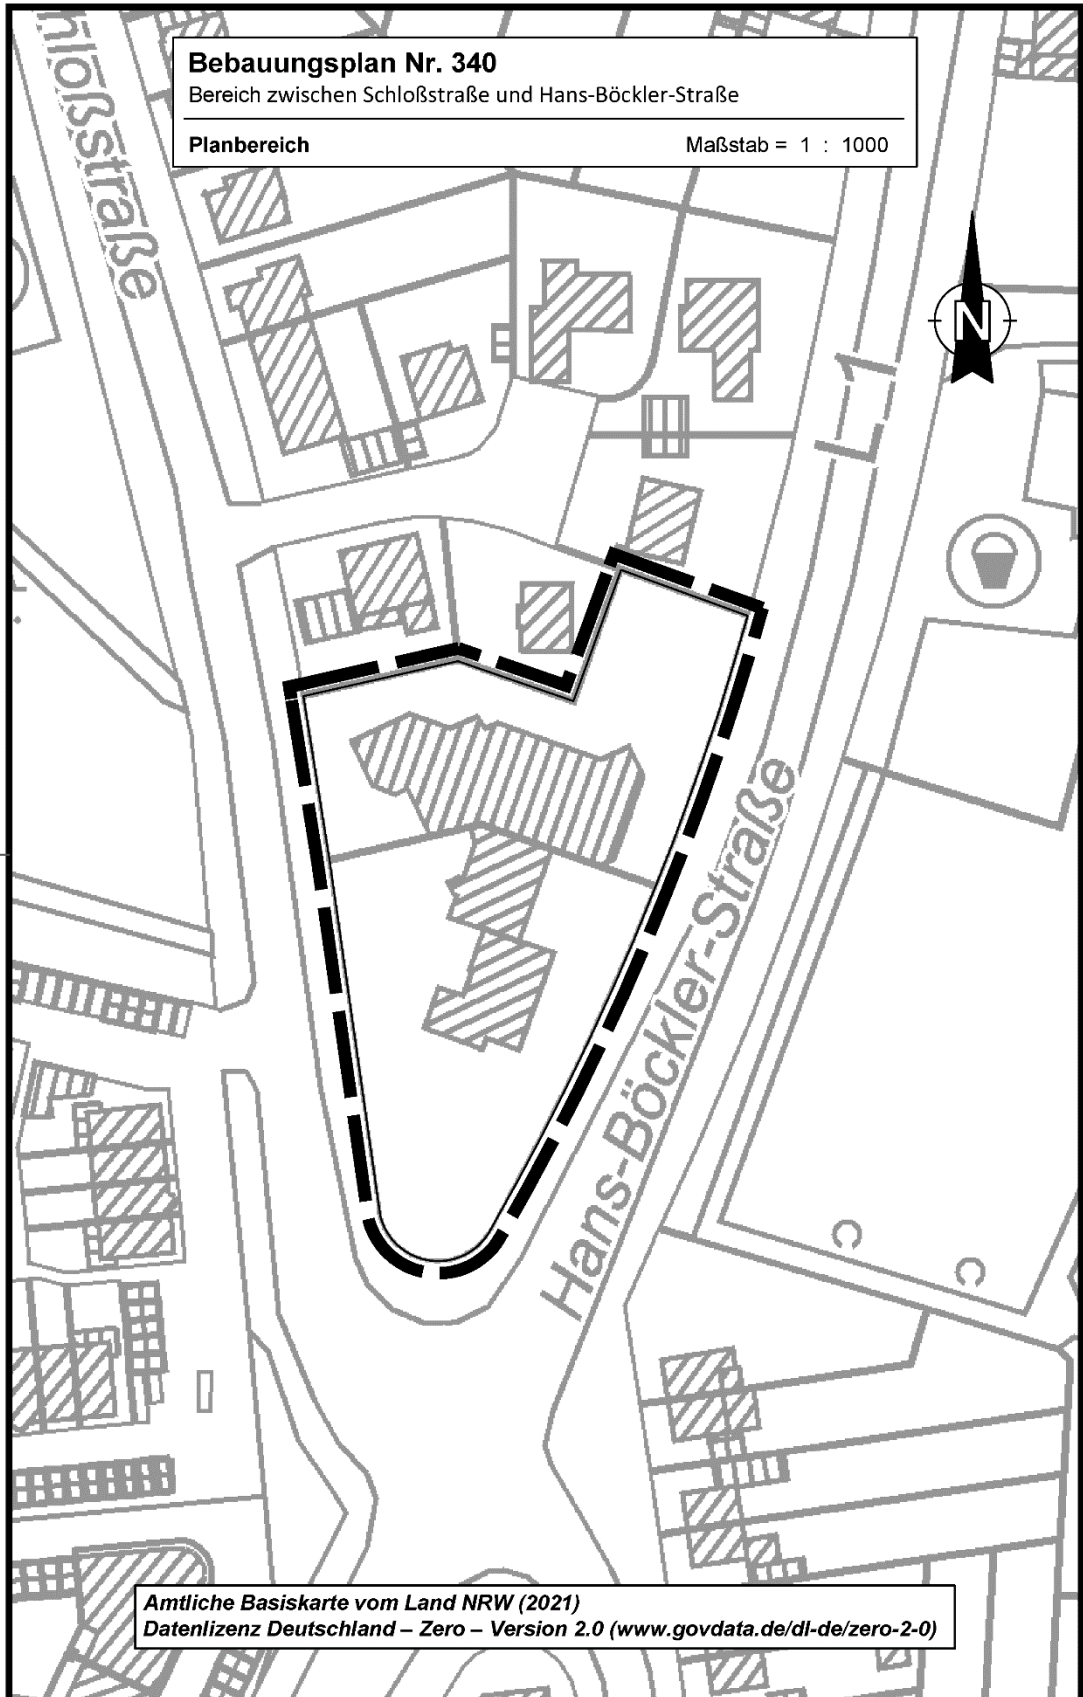 Bebauungsplan Nr. 340
Bereich zwischen Schloßstraße und Hans-Böckler-Straße
Planbereich
Maßstab = 1 : 1000
hloßstraße
N
L 1
Hans-Böckler-Straße
Amtliche Basiskarte vom Land NRW (2021)
Datenlizenz Deutschland – Zero – Version 2.0 (www.govdata.de/dl-de/zero-2-0)